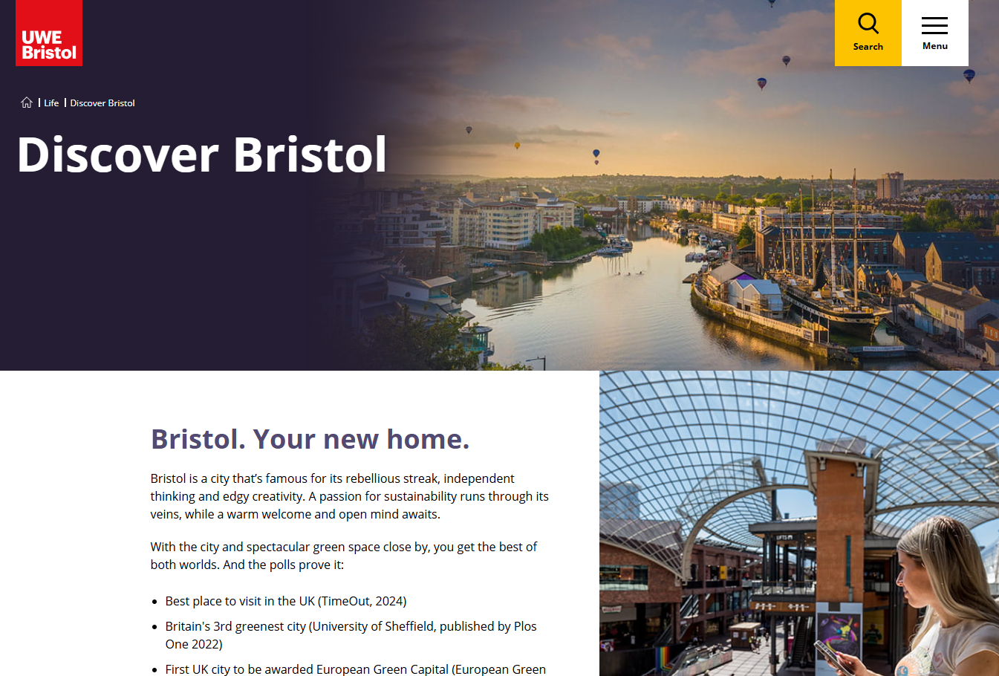 UWE
Bristol
Search
Menu
Life
Discover Bristol
Discover Bristol
Bristol. Your new home.
Bristol is a city that’s famous for its rebellious streak, independent
thinking and edgy creativity. A passion for sustainability runs through its
veins, while a warm welcome and open mind awaits.
With the city and spectacular green space close by, you get the best of
both worlds. And the polls prove it:
Best place to visit in the UK (TimeOut, 2024)
Britain's 3rd greenest city (University of Sheffield, published by Plos
One 2022)
First UK city to be awarded European Green Capital (European Green